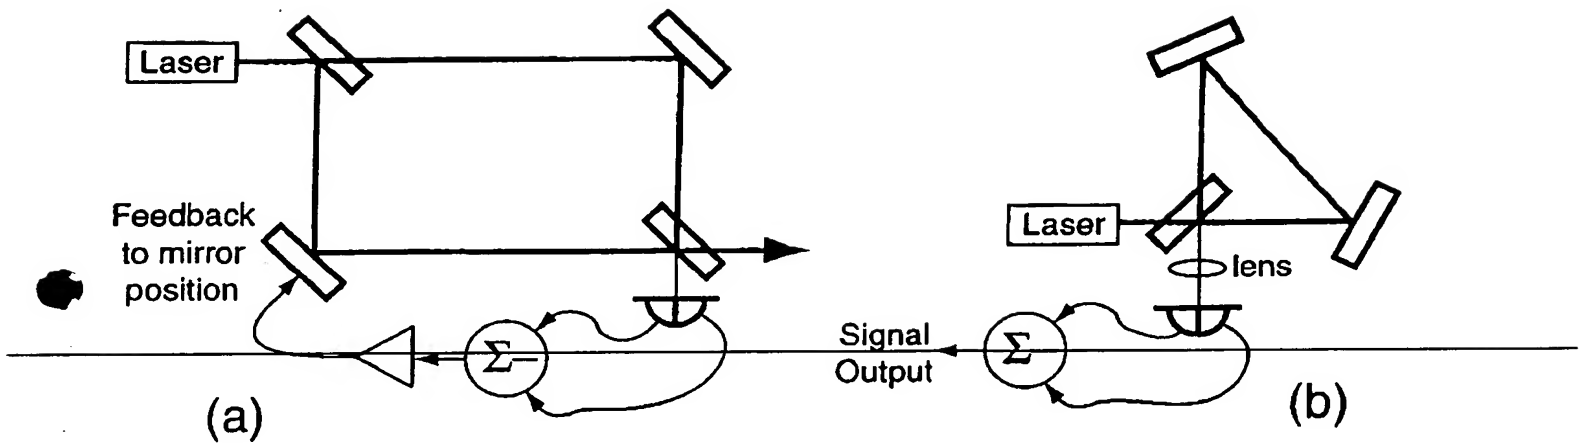 Laser
Feedback
to mirror
position
Σ–
(a)
Laser
lens
Signal
Output
Σ
(b)